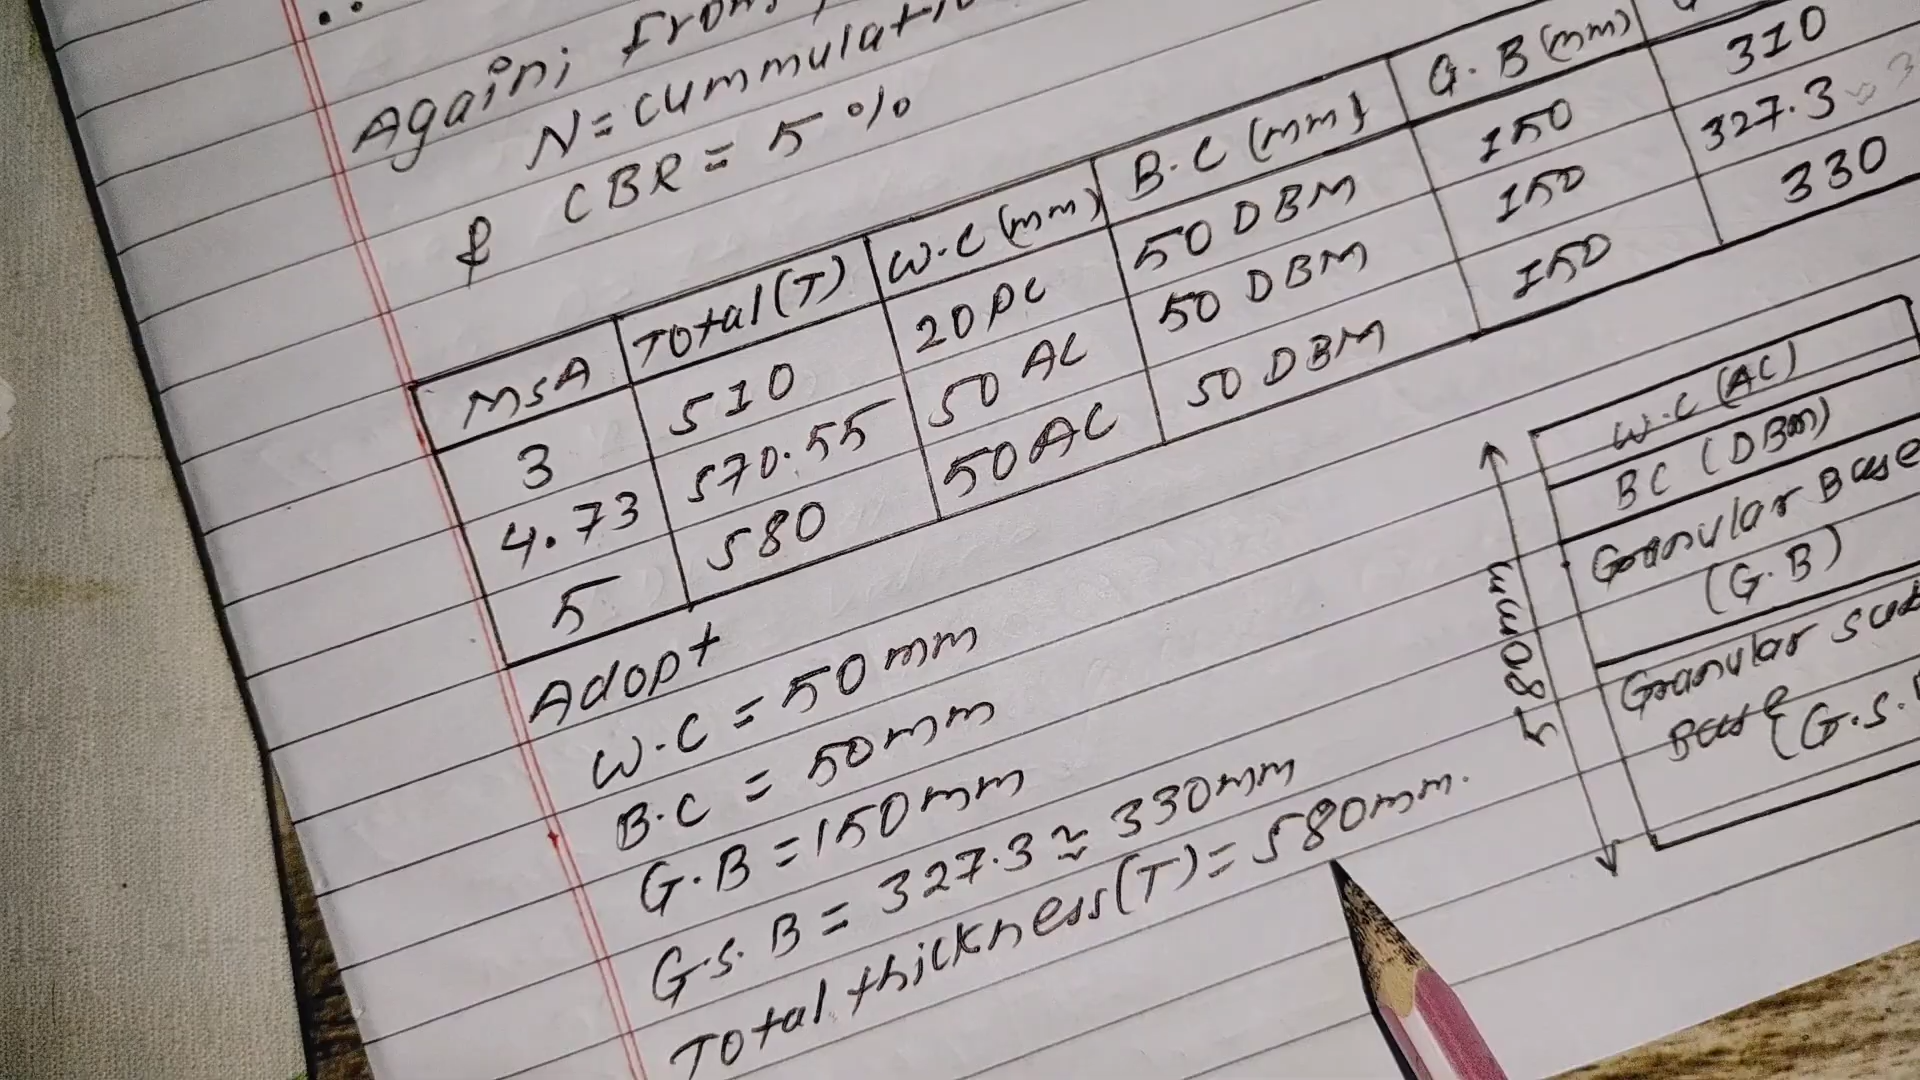 Again; from
N = cummulati
& CBR = 5 %
MSA Total (T) W.C (mm) B.C (mm) G.B (mm)
3 510 20 PC 50 DBM 150 310
4.73 570.55 50 AC 50 DBM 150 327.3
5 580 50 AC 50 DBM 150 330
Adopt
W.C = 50 mm
B.C = 50 mm
G.B = 150 mm
G.S.B = 327.3 ≈ 330 mm
Total thickness (T) = 580 mm.
580mm
W.C (AC)
BC (DBM)
Granular Base
(G.B)
Granular Sub
Base (G.S.